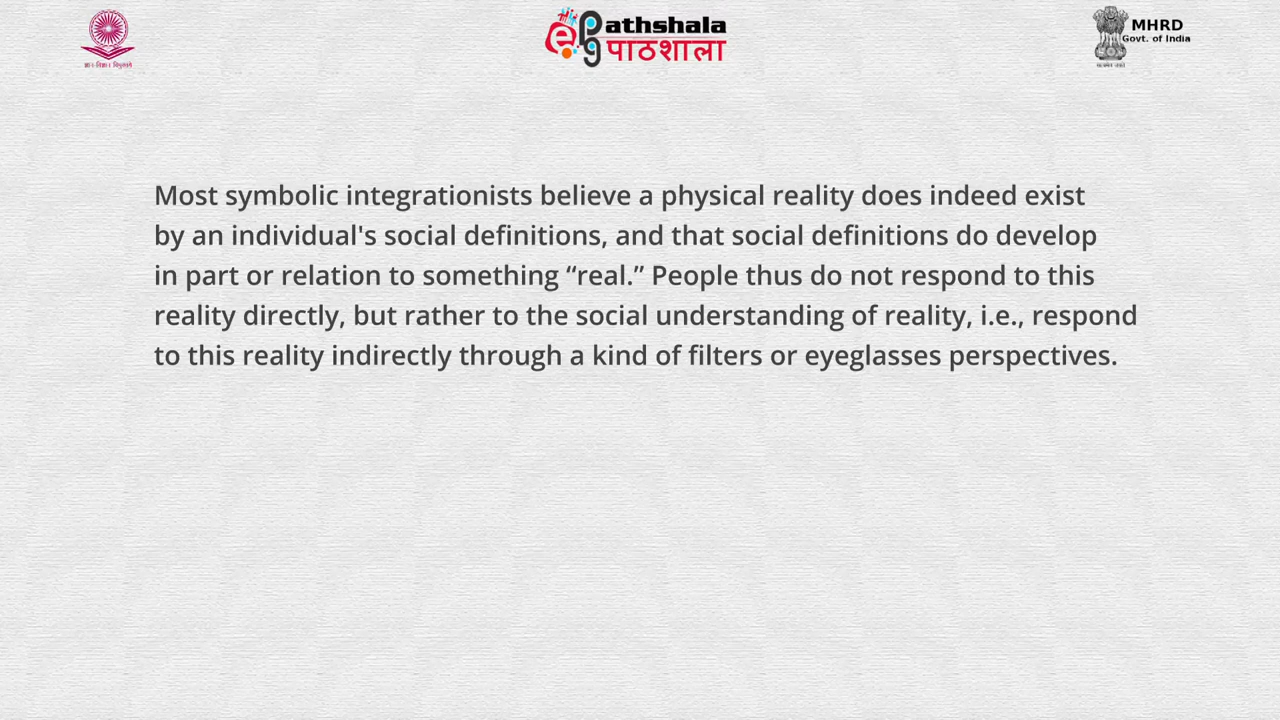 ePG Pathshala
पाठशाला
MHRD
Govt. of India
Most symbolic integrationists believe a physical reality does indeed exist
by an individual's social definitions, and that social definitions do develop
in part or relation to something “real.” People thus do not respond to this
reality directly, but rather to the social understanding of reality, i.e., respond
to this reality indirectly through a kind of filters or eyeglasses perspectives.